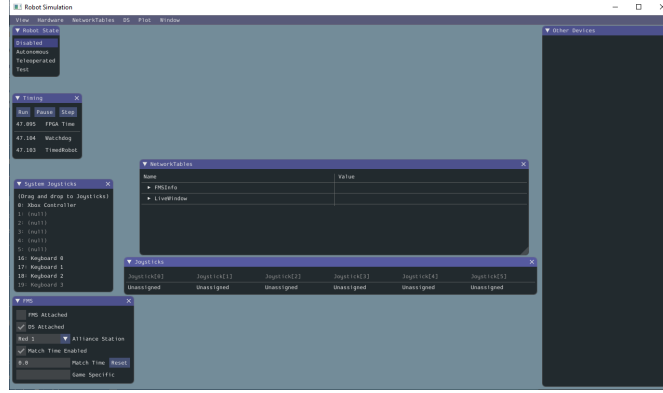 Robot Simulation
View Hardware NetworkTables DS Plot Window
Robot State
Disabled
Autonomous
Teleoperated
Test
Timing
Run Pause Step
47.095 FPGA Time
47.104 Watchdog
47.103 TimedRobot
System Joysticks
(Drag and drop to Joysticks)
0: Xbox Controller
1: (null)
2: (null)
3: (null)
4: (null)
5: (null)
16: Keyboard 0
17: Keyboard 1
18: Keyboard 2
19: Keyboard 3
FMS
FMS Attached
DS Attached
Red 1 Alliance Station
Match Time Enabled
0.0 Match Time Reset
Game Specific
NetworkTables
Name Value
FMSInfo
LiveWindow
Joysticks
Joystick[0] Joystick[1] Joystick[2] Joystick[3] Joystick[4] Joystick[5]
Unassigned Unassigned Unassigned Unassigned Unassigned Unassigned
Other Devices